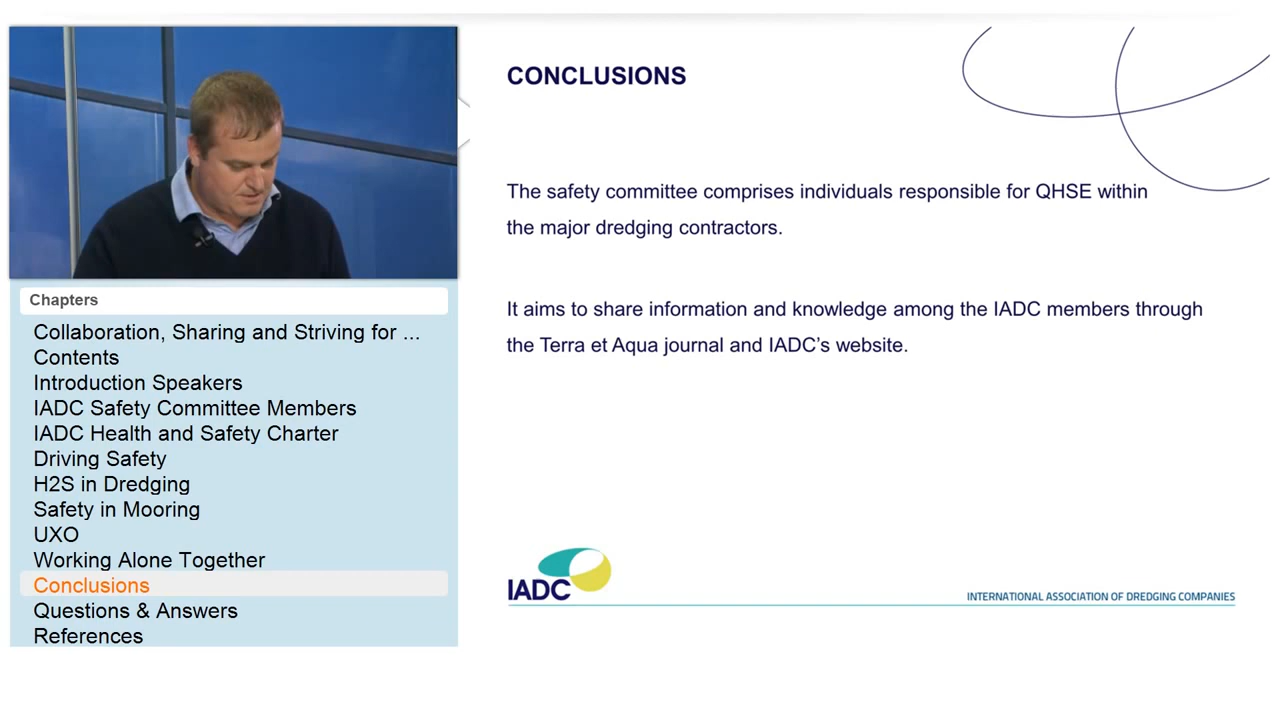 CONCLUSIONS
The safety committee comprises individuals responsible for QHSE within
the major dredging contractors.
It aims to share information and knowledge among the IADC members through
the Terra et Aqua journal and IADC's website.
Chapters
Collaboration, Sharing and Striving for ...
Contents
Introduction Speakers
IADC Safety Committee Members
IADC Health and Safety Charter
Driving Safety
H2S in Dredging
Safety in Mooring
UXO
Working Alone Together
Conclusions
Questions & Answers
References
IADC
INTERNATIONAL ASSOCIATION OF DREDGING COMPANIES